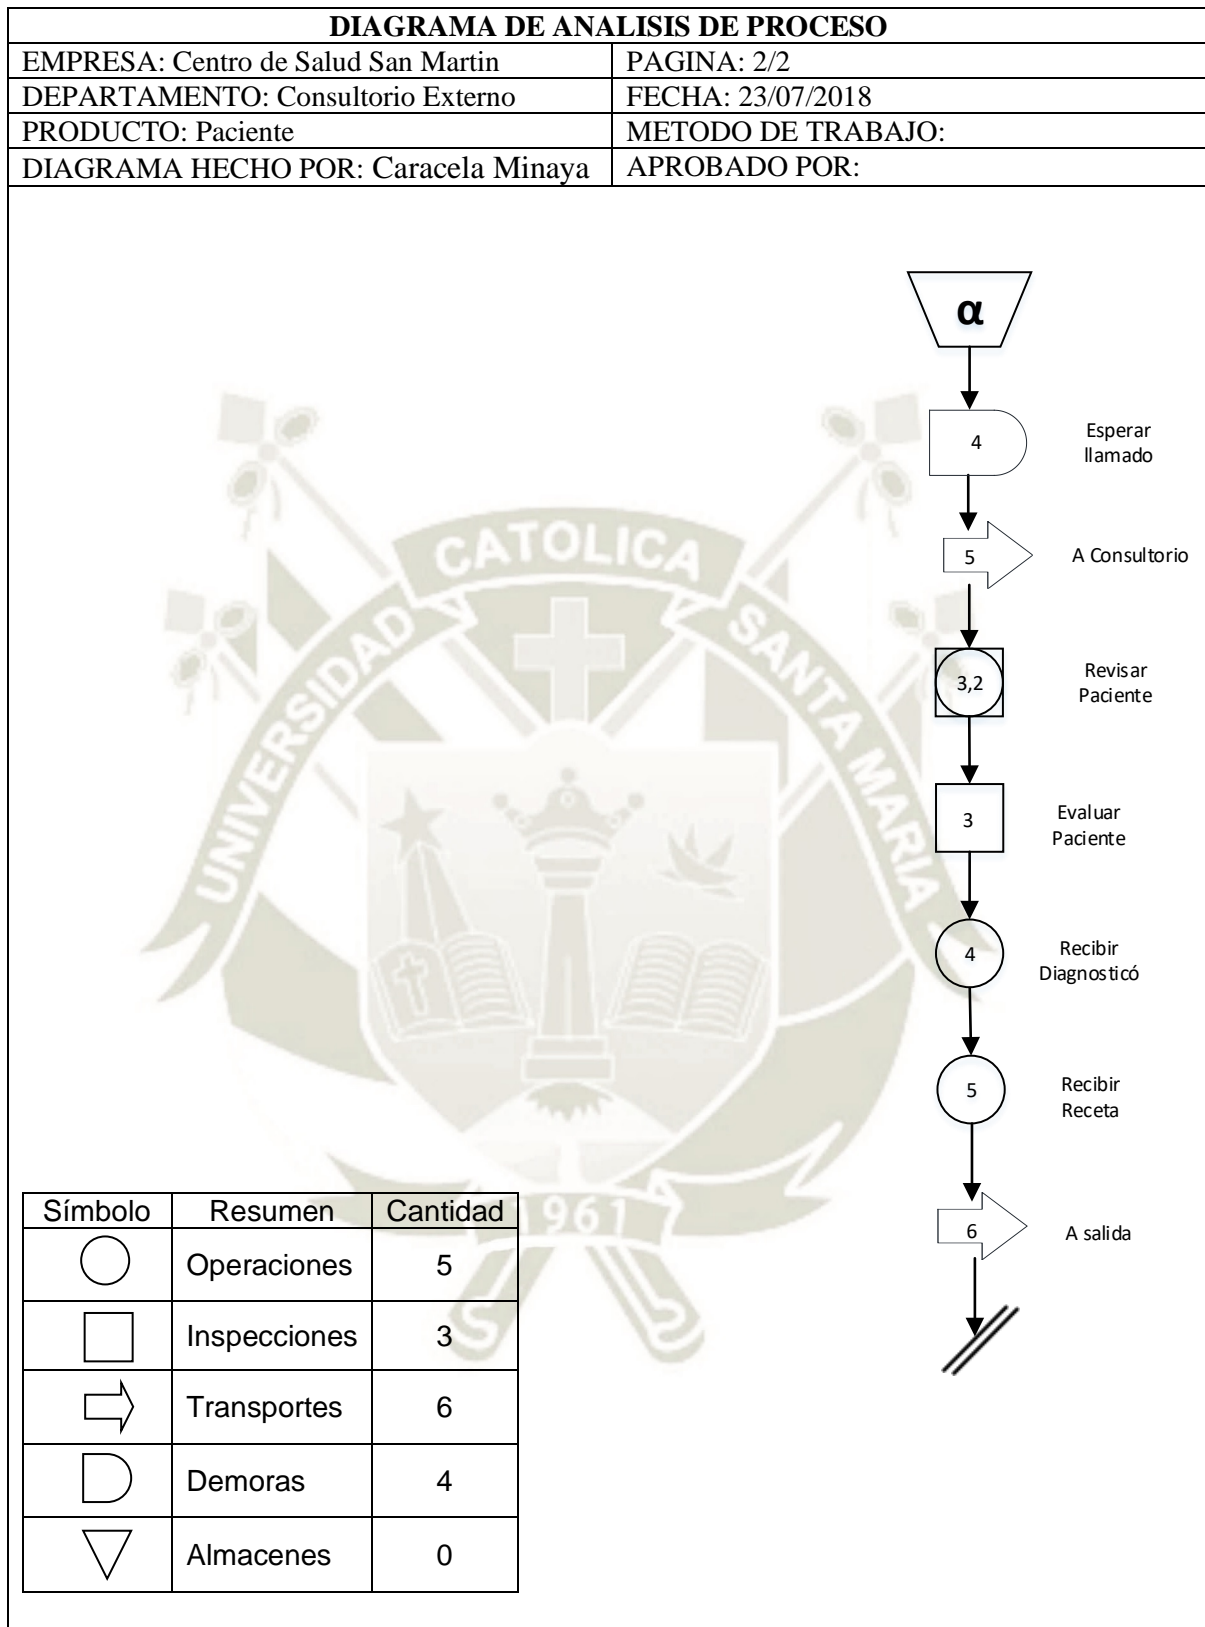 DIAGRAMA DE ANALISIS DE PROCESO
EMPRESA: Centro de Salud San Martin
PAGINA: 2/2
DEPARTAMENTO: Consultorio Externo
FECHA: 23/07/2018
PRODUCTO: Paciente
METODO DE TRABAJO:
DIAGRAMA HECHO POR: Caracela Minaya
APROBADO POR:
α
4
Esperar
llamado
5
A Consultorio
3,2
Revisar
Paciente
3
Evaluar
Paciente
4
Recibir
Diagnosticó
5
Recibir
Receta
6
A salida
UNIVERSIDAD CATOLICA SANTA MARIA
1961
Símbolo Resumen Cantidad
Operaciones 5
Inspecciones 3
Transportes 6
Demoras 4
Almacenes 0